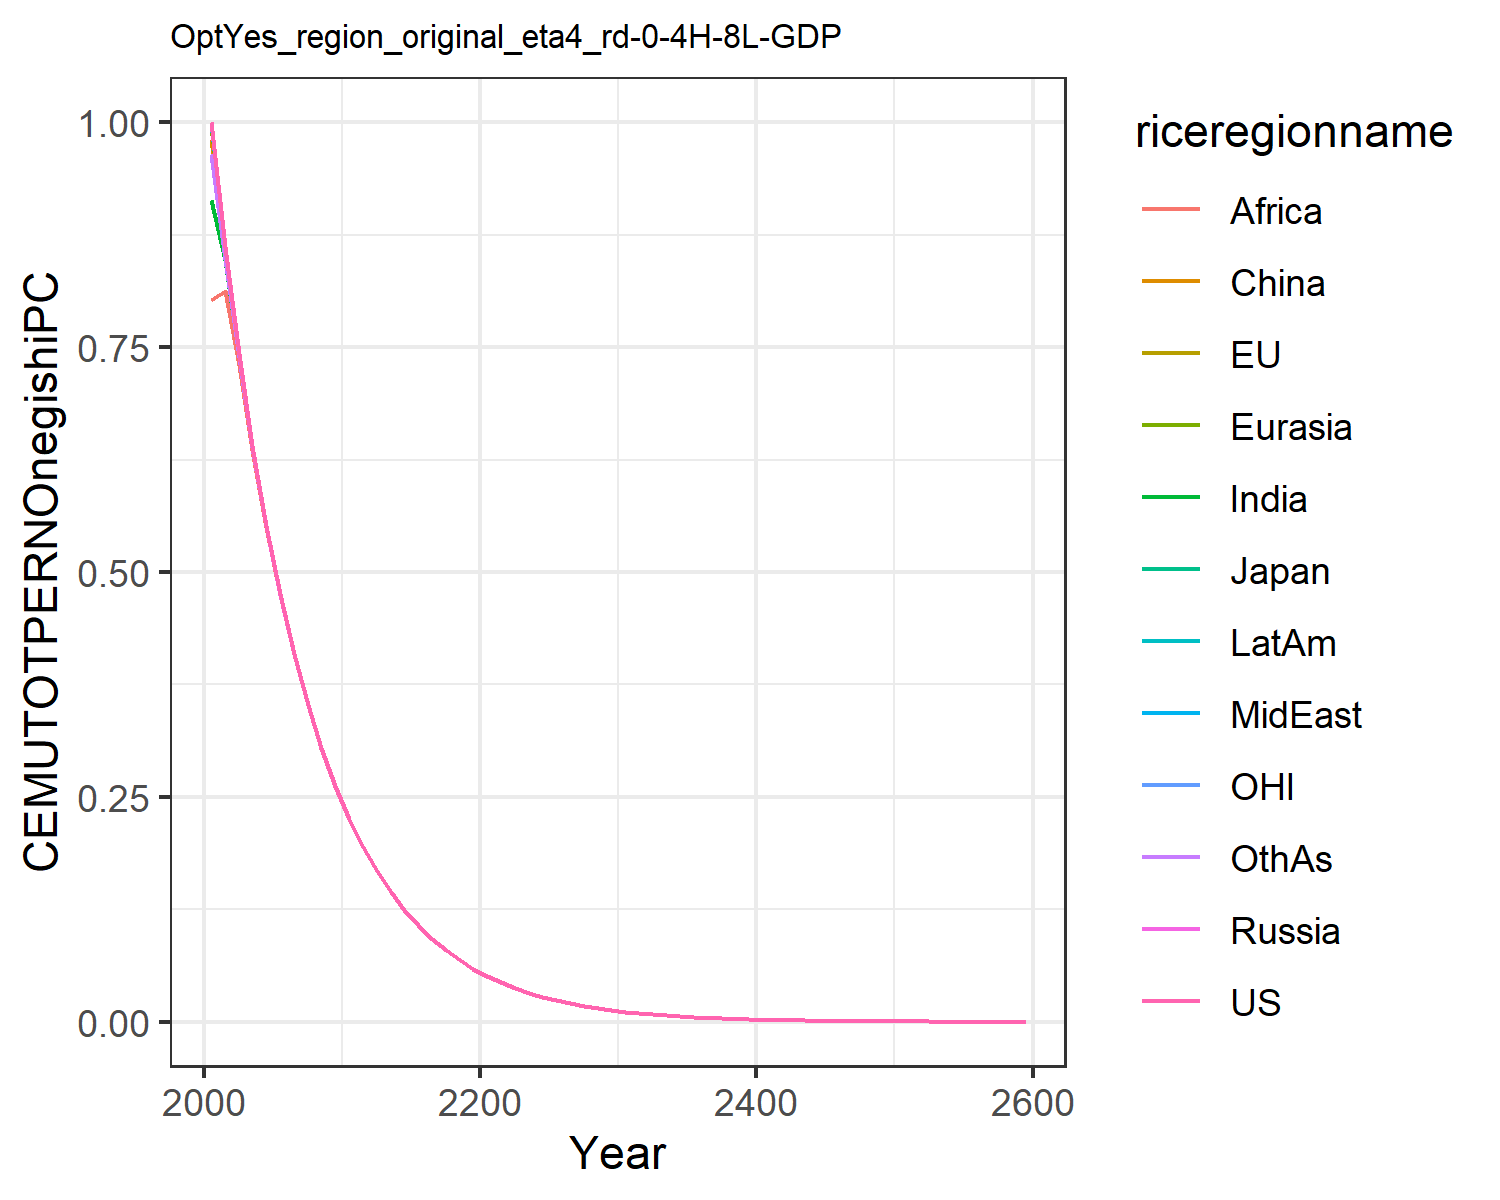 OptYes_region_original_eta4_rd-0-4H-8L-GDP
CEMUTOTPERNOnegishiPC
1.00
0.75
0.50
0.25
0.00
2000
2200
2400
2600
Year
riceregionname
Africa
China
EU
Eurasia
India
Japan
LatAm
MidEast
OHI
OthAs
Russia
US